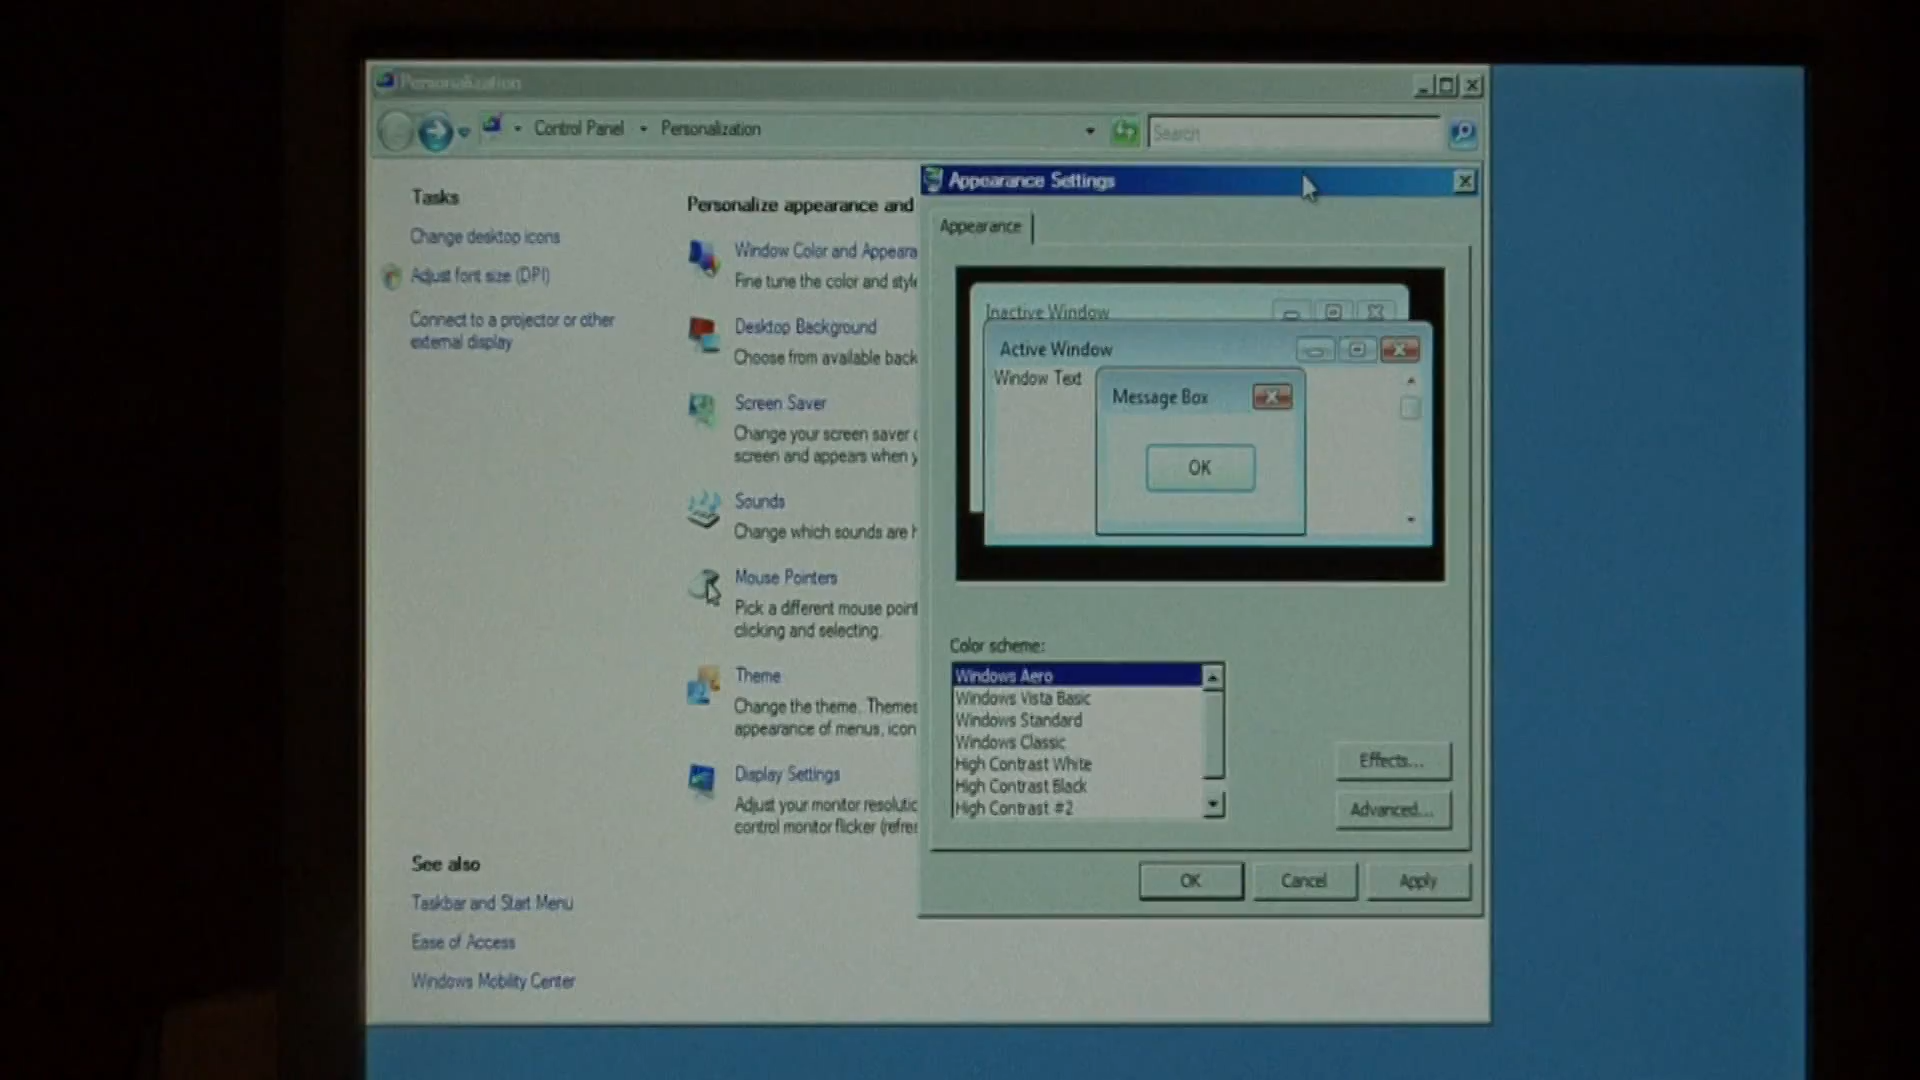 Personalization
Control Panel
Personalization
Search
Tasks
Change desktop icons
Adjust font size (DPI)
Connect to a projector or other
external display
See also
Taskbar and Start Menu
Ease of Access
Windows Mobility Center
Personalize appearance and
Window Color and Appeara
Fine tune the color and style
Desktop Background
Choose from available back
Screen Saver
Change your screen saver
screen and appears when y
Sounds
Change which sounds are h
Mouse Pointers
Pick a different mouse point
clicking and selecting.
Theme
Change the theme. Themes
appearance of menus, icon
Display Settings
Adjust your monitor resolutic
control monitor flicker (refre
Appearance Settings
Appearance
Inactive Window
Active Window
Window Text
Message Box
OK
Color scheme:
Windows Aero
Windows Vista Basic
Windows Standard
Windows Classic
High Contrast White
High Contrast Black
High Contrast #2
Effects...
Advanced...
OK
Cancel
Apply